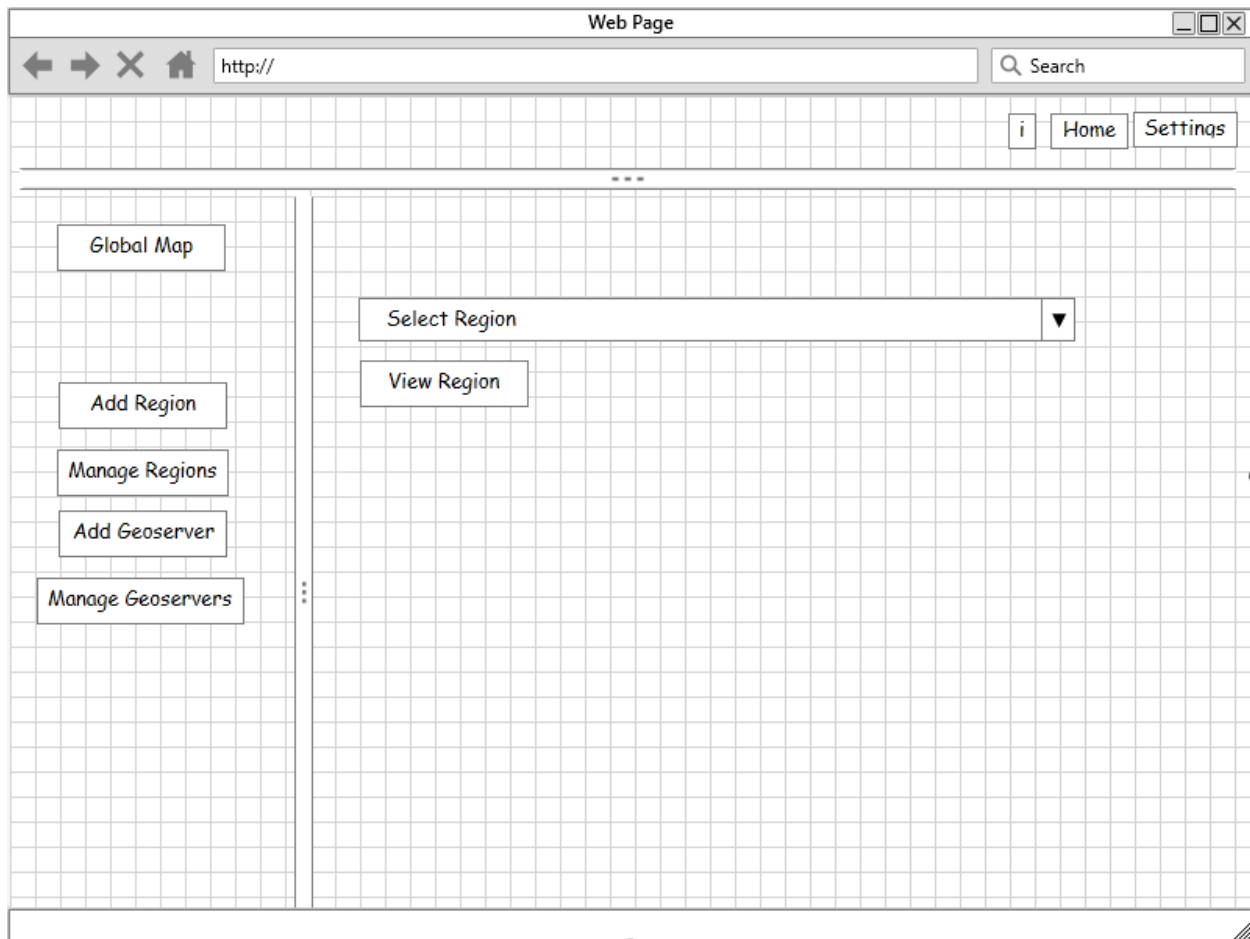 Web Page
http://
Search
i
Home
Settings
Global Map
Select Region
View Region
Add Region
Manage Regions
Add Geoserver
Manage Geoservers